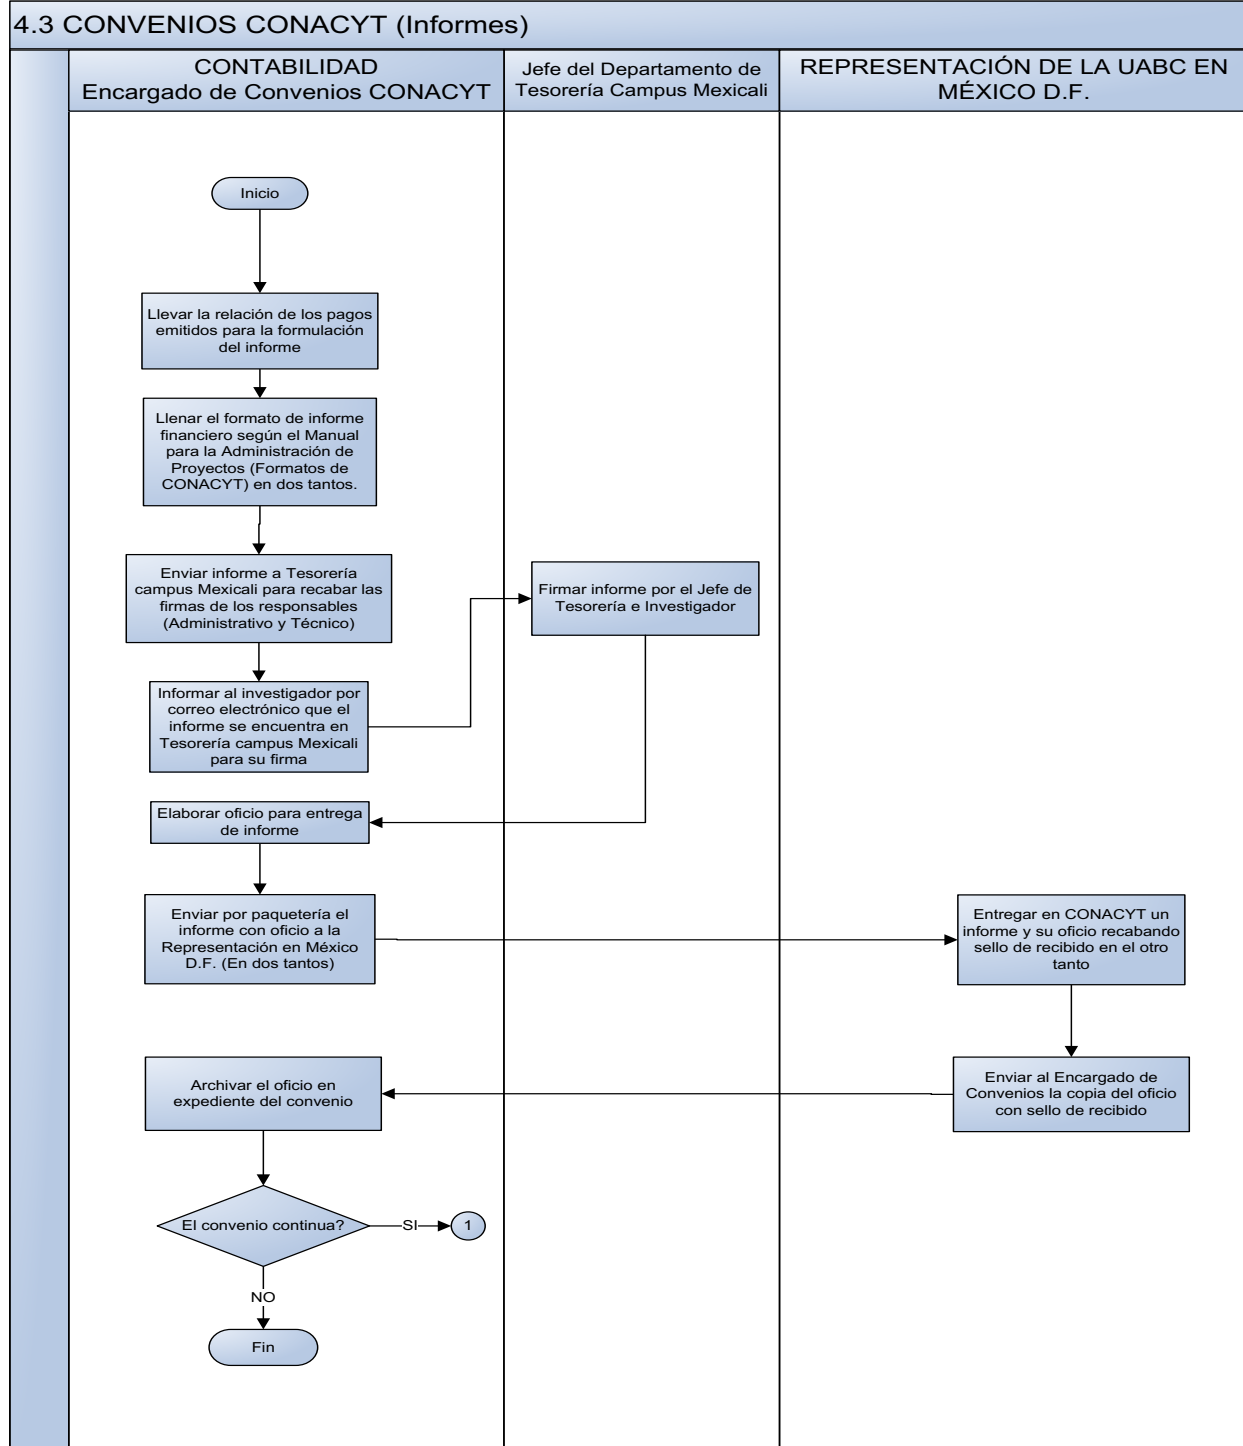 4.3 CONVENIOS CONACYT (Informes)
CONTABILIDAD
Encargado de Convenios CONACYT
Jefe del Departamento de
Tesorería Campus Mexicali
REPRESENTACIÓN DE LA UABC EN
MÉXICO D.F.
Inicio
Llevar la relación de los pagos
emitidos para la formulación
del informe
Llenar el formato de informe
financiero según el Manual
para la Administración de
Proyectos (Formatos de
CONACYT) en dos tantos.
Enviar informe a Tesorería
campus Mexicali para recabar las
firmas de los responsables
(Administrativo y Técnico)
Firmar informe por el Jefe de
Tesorería e Investigador
Informar al investigador por
correo electrónico que el
informe se encuentra en
Tesorería campus Mexicali
para su firma
Elaborar oficio para entrega
de informe
Enviar por paquetería el
informe con oficio a la
Representación en México
D.F. (En dos tantos)
Entregar en CONACYT un
informe y su oficio recabando
sello de recibido en el otro
tanto
Enviar al Encargado de
Convenios la copia del oficio
con sello de recibido
Archivar el oficio en
expediente del convenio
El convenio continua?
SI
1
NO
Fin